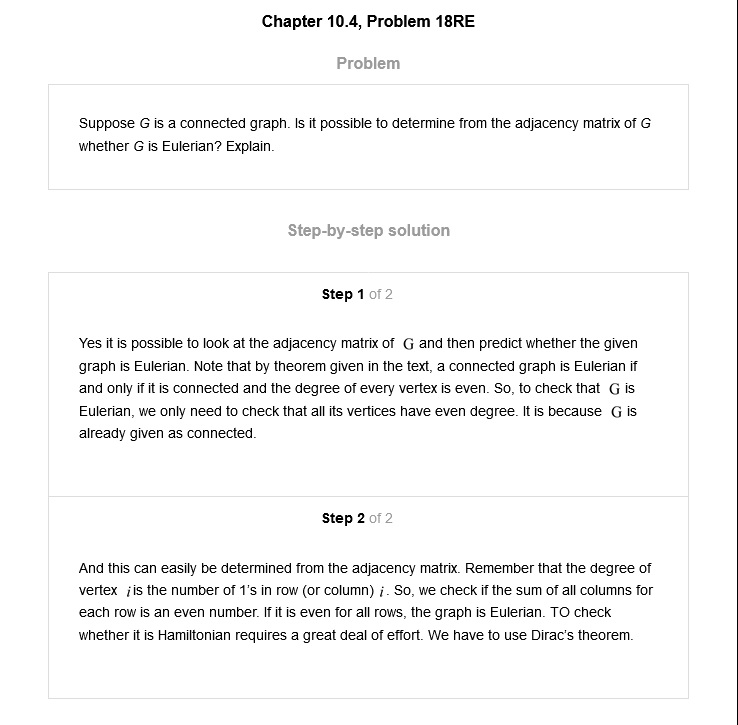 Chapter 10.4, Problem 18RE
Problem
Suppose G is a connected graph. Is it possible to determine from the adjacency matrix of G
whether G is Eulerian? Explain.
Step-by-step solution
Step 1 of 2
Yes it is possible to look at the adjacency matrix of G and then predict whether the given
graph is Eulerian. Note that by theorem given in the text, a connected graph is Eulerian if
and only if it is connected and the degree of every vertex is even. So, to check that G is
Eulerian, we only need to check that all its vertices have even degree. It is because G is
already given as connected.
Step 2 of 2
And this can easily be determined from the adjacency matrix. Remember that the degree of
vertex i is the number of 1's in row (or column) i. So, we check if the sum of all columns for
each row is an even number. If it is even for all rows, the graph is Eulerian. TO check
whether it is Hamiltonian requires a great deal of effort. We have to use Dirac's theorem.